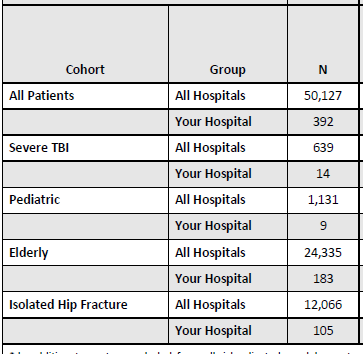 Cohort Group N
All Patients All Hospitals 50,127
Your Hospital 392
Severe TBI All Hospitals 639
Your Hospital 14
Pediatric All Hospitals 1,131
Your Hospital 9
Elderly All Hospitals 24,335
Your Hospital 183
Isolated Hip Fracture All Hospitals 12,066
Your Hospital 105